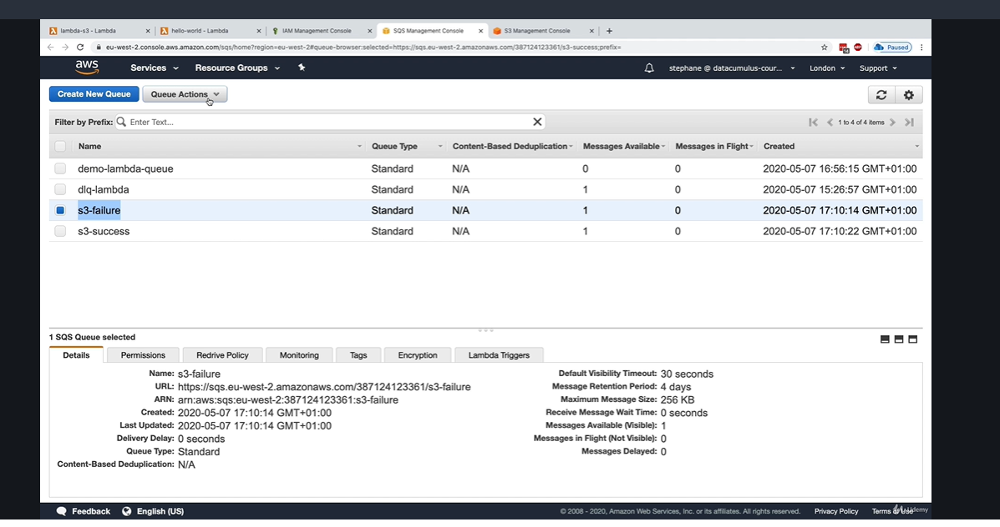 lambda-s3 - Lambda
hello-world - Lambda
IAM Management Console
SQS Management Console
S3 Management Console
eu-west-2.console.aws.amazon.com/sqs/home?region=eu-west-2#queue-browser:selected=https://sqs.eu-west-2.amazonaws.com/387124123361/s3-success;prefix=
Paused
aws
Services
Resource Groups
stephane @ datacumulus-cour...
London
Support
Create New Queue
Queue Actions
Filter by Prefix:
Enter Text...
1 to 4 of 4 items
Name Queue Type Content-Based Deduplication Messages Available Messages in Flight Created
demo-lambda-queue Standard N/A 0 0 2020-05-07 16:56:15 GMT+01:00
dlq-lambda Standard N/A 1 0 2020-05-07 15:26:57 GMT+01:00
s3-failure Standard N/A 1 0 2020-05-07 17:10:14 GMT+01:00
s3-success Standard N/A 1 0 2020-05-07 17:10:22 GMT+01:00
1 SQS Queue selected
Details Permissions Redrive Policy Monitoring Tags Encryption Lambda Triggers
Name: s3-failure
URL: https://sqs.eu-west-2.amazonaws.com/387124123361/s3-failure
ARN: arn:aws:sqs:eu-west-2:387124123361:s3-failure
Created: 2020-05-07 17:10:14 GMT+01:00
Last Updated: 2020-05-07 17:10:14 GMT+01:00
Delivery Delay: 0 seconds
Queue Type: Standard
Content-Based Deduplication: N/A
Default Visibility Timeout: 30 seconds
Message Retention Period: 4 days
Maximum Message Size: 256 KB
Receive Message Wait Time: 0 seconds
Messages Available (Visible): 1
Messages in Flight (Not Visible): 0
Messages Delayed: 0
Feedback
English (US)
© 2008 - 2020, Amazon Web Services, Inc. or its affiliates. All rights reserved.
Privacy Policy
Terms of Use
Udemy